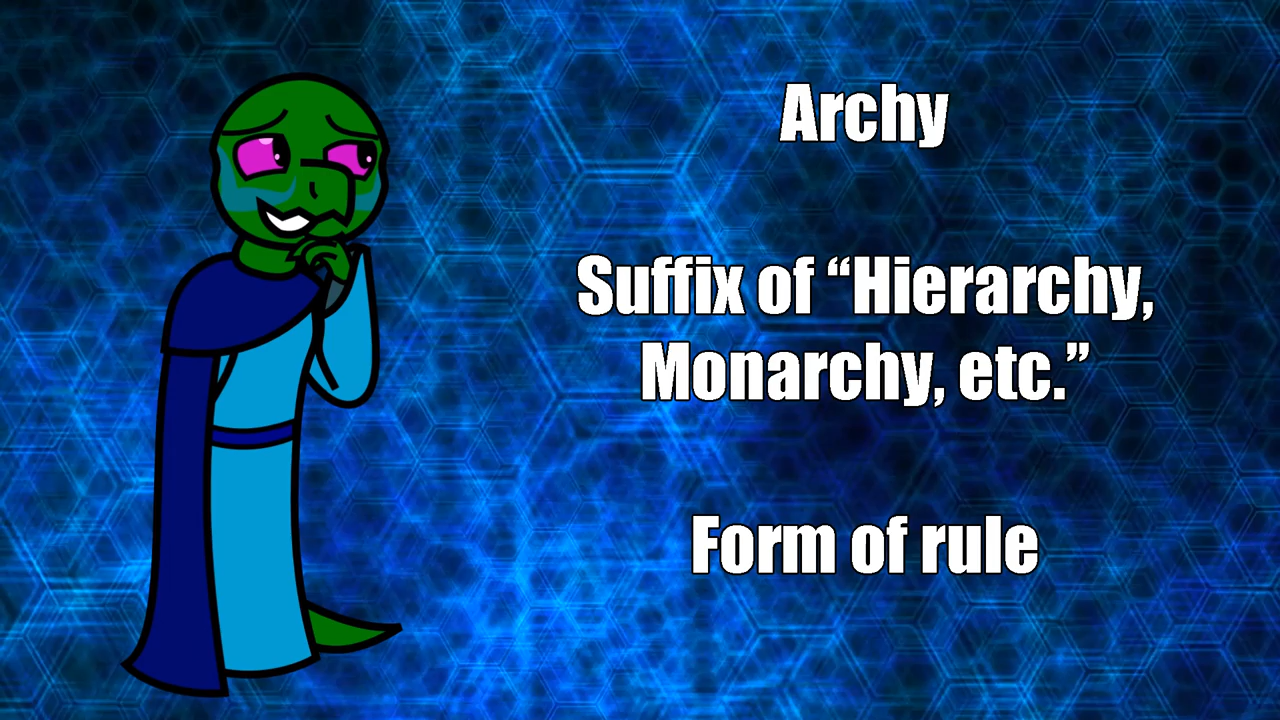 Archy
Suffix of “Hierarchy,
Monarchy, etc.”
Form of rule